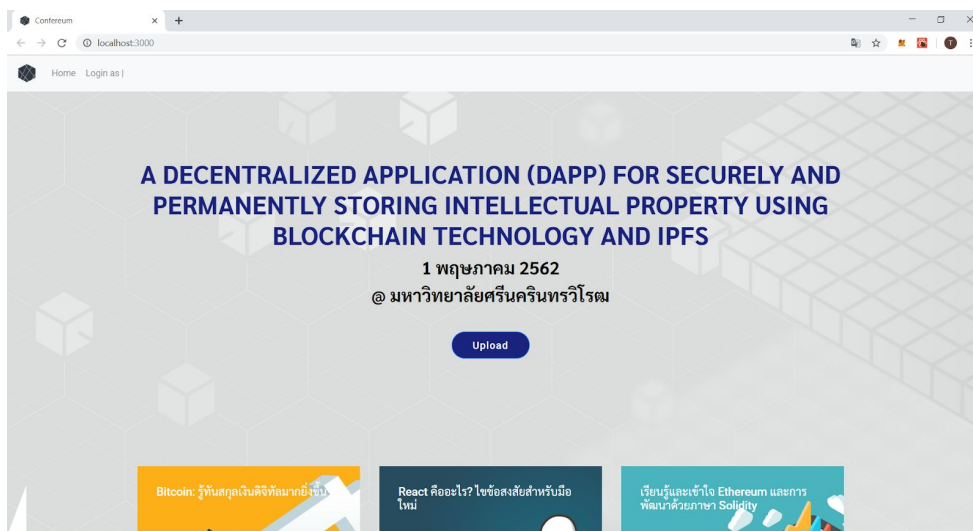 Confereum
localhost:3000
Home Login as |
A DECENTRALIZED APPLICATION (DAPP) FOR SECURELY AND
PERMANENTLY STORING INTELLECTUAL PROPERTY USING
BLOCKCHAIN TECHNOLOGY AND IPFS
1 พฤษภาคม 2562
@ มหาวิทยาลัยศรีนครินทรวิโรฒ
Upload
Bitcoin: รู้ทันสกุลเงินดิจิทัลมากยิ่งขึ้น
React คืออะไร? ไขข้อสงสัยสำหรับมือ
ใหม่
เรียนรู้และเข้าใจ Ethereum และการ
พัฒนาด้วยภาษา Solidity